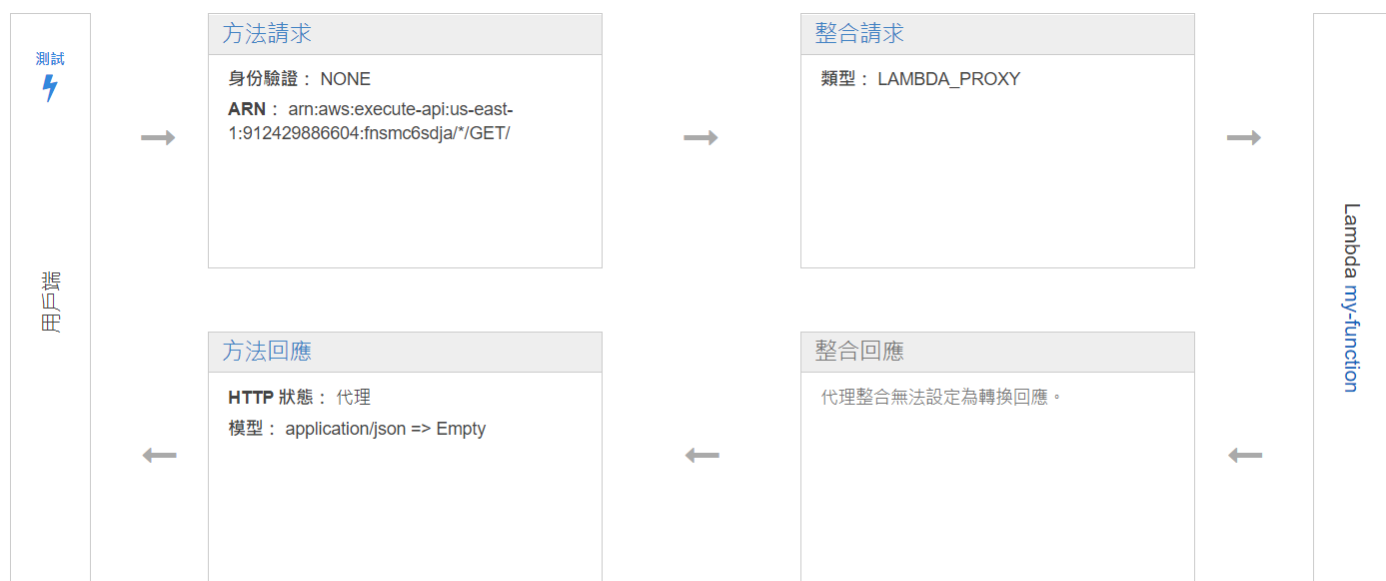 測試
用戶端
方法請求
身份驗證： NONE
ARN： arn:aws:execute-api:us-east-
1:912429886604:fnsmc6sdja/*/GET/
整合請求
類型： LAMBDA_PROXY
Lambda my-function
方法回應
HTTP 狀態： 代理
模型： application/json => Empty
整合回應
代理整合無法設定為轉換回應。